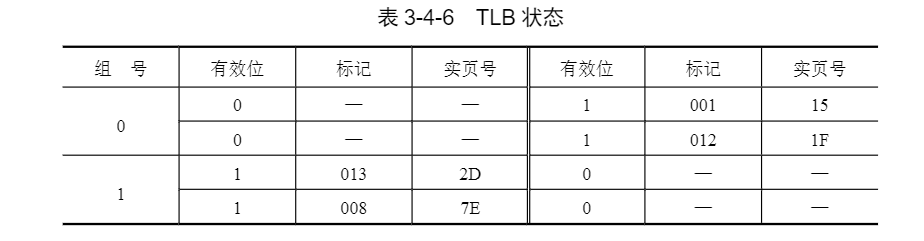 表 3-4-6 TLB 状态
组 号 有效位 标记 实页号 有效位 标记 实页号
0 — — 1 001 15
0
0 — — 1 012 1F
1 013 2D 0 — —
1
1 008 7E 0 — —